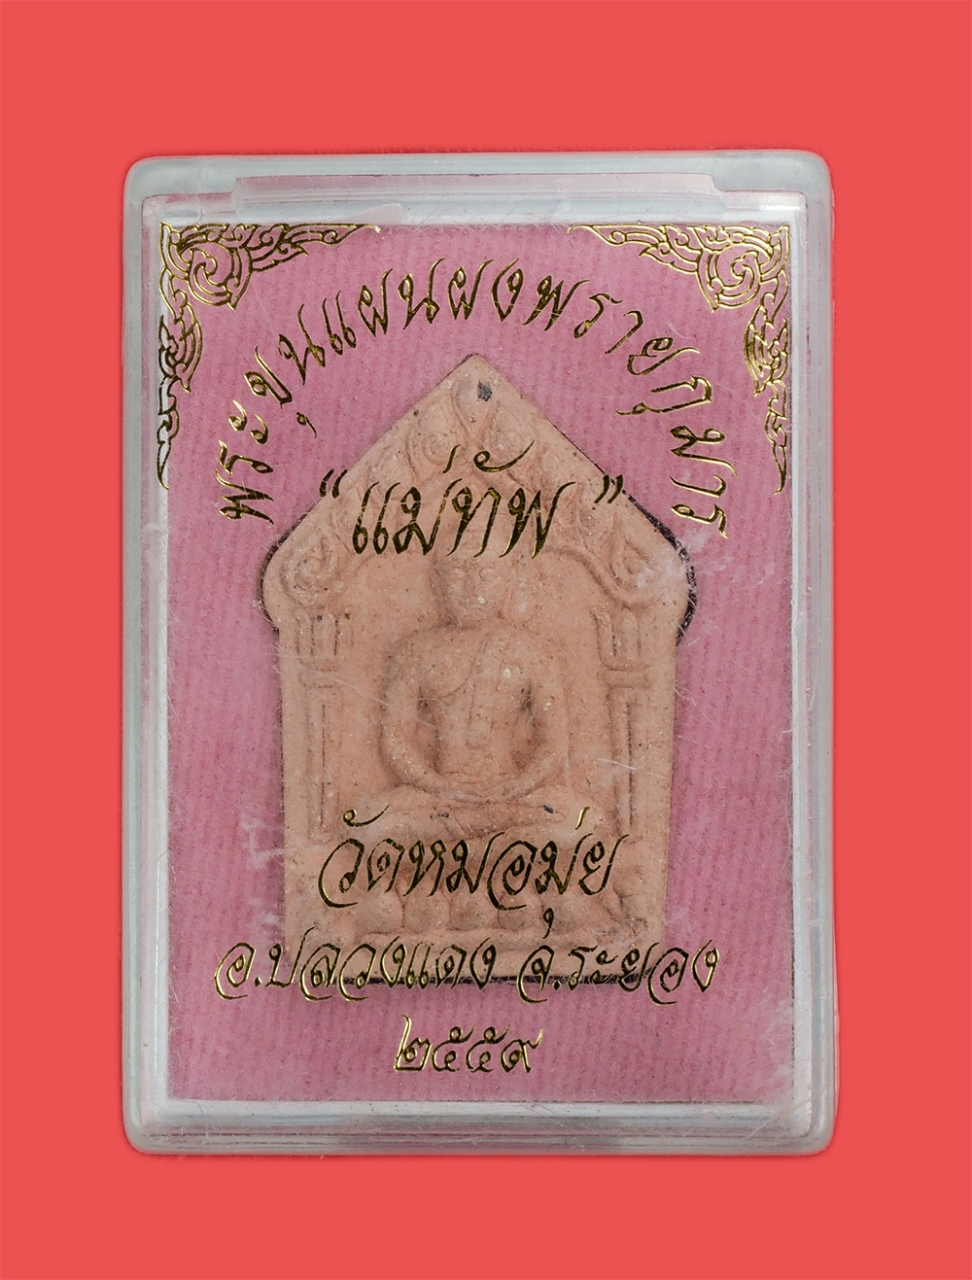 พระขุนแผนผงพรายกุมาร
“แม่ทัพ”
วัดหมอมุ่ย
อ.ปลวงแดง จ.ระยอง
๒๕๕๙